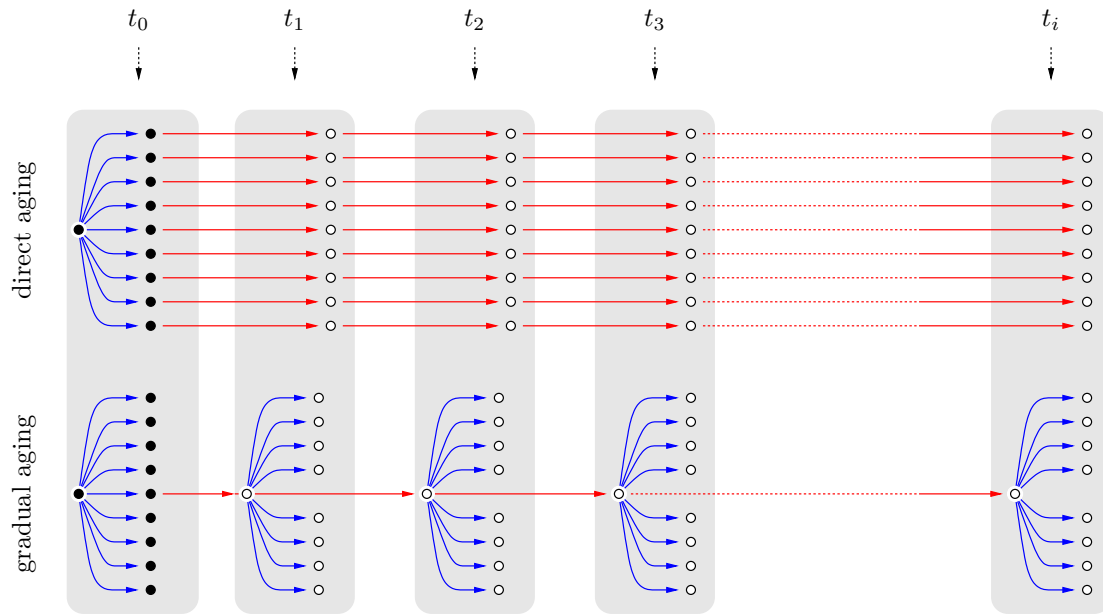 t₀ t₁ t₂ t₃ tᵢ
direct aging
gradual aging